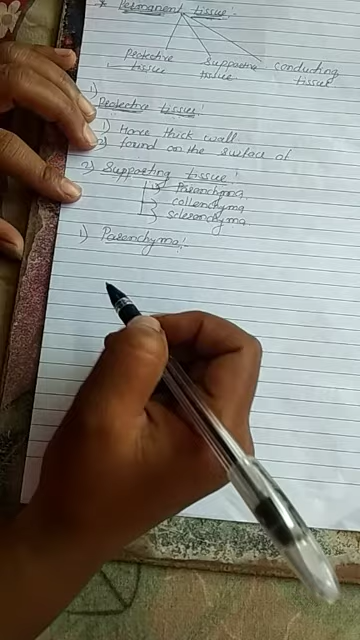 * Permanent tissue:
Protective Supportive conducting
tissue tissue tissue
1)
Protective tissue:
1) Have thick wall.
2) found on the surface of
2) Supporting tissue:
Parenchyma
collenchyma
sclerenchyma
1) Parenchyma: